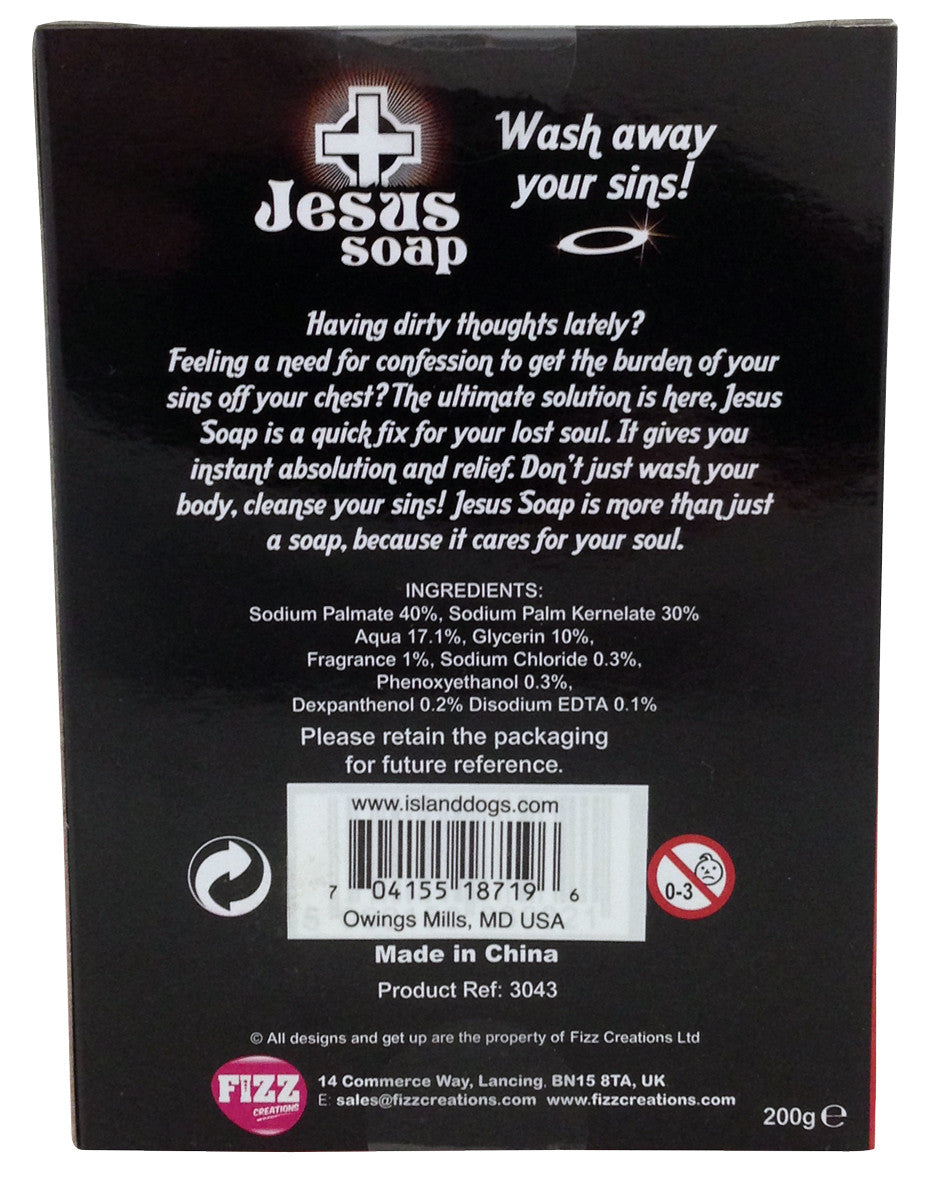 Jesus
soap
Wash away
your sins!
Having dirty thoughts lately?
Feeling a need for confession to get the burden of your
sins off your chest? The ultimate solution is here, Jesus
Soap is a quick fix for your lost soul. It gives you
instant absolution and relief. Don't just wash your
body, cleanse your sins! Jesus Soap is more than just
a soap, because it cares for your soul.
INGREDIENTS:
Sodium Palmate 40%, Sodium Palm Kernelate 30%
Aqua 17.1%, Glycerin 10%,
Fragrance 1%, Sodium Chloride 0.3%,
Phenoxyethanol 0.3%,
Dexpanthenol 0.2% Disodium EDTA 0.1%
Please retain the packaging
for future reference.
www.islanddogs.com
7 04155 18719 6
Owings Mills, MD USA
0-3
Made in China
Product Ref: 3043
© All designs and get up are the property of Fizz Creations Ltd
FIZZ
CREATIONS
14 Commerce Way, Lancing, BN15 8TA, UK
E: sales@fizzcreations.com www.fizzcreations.com
200g ℮